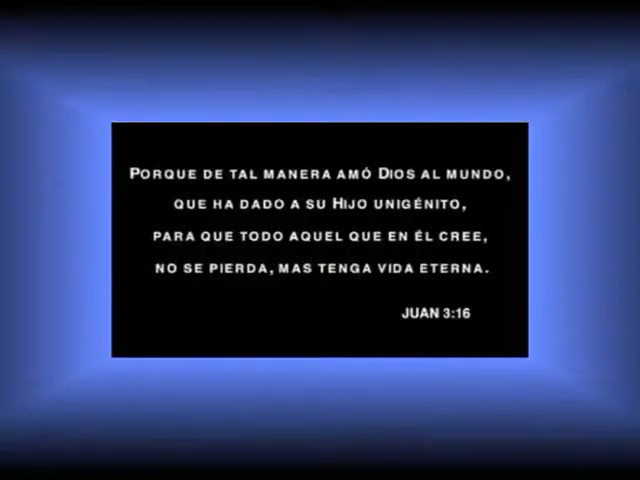 Porque de tal manera amó Dios al mundo,
que ha dado a su Hijo unigénito,
para que todo aquel que en él cree,
no se pierda, mas tenga vida eterna.
JUAN 3:16